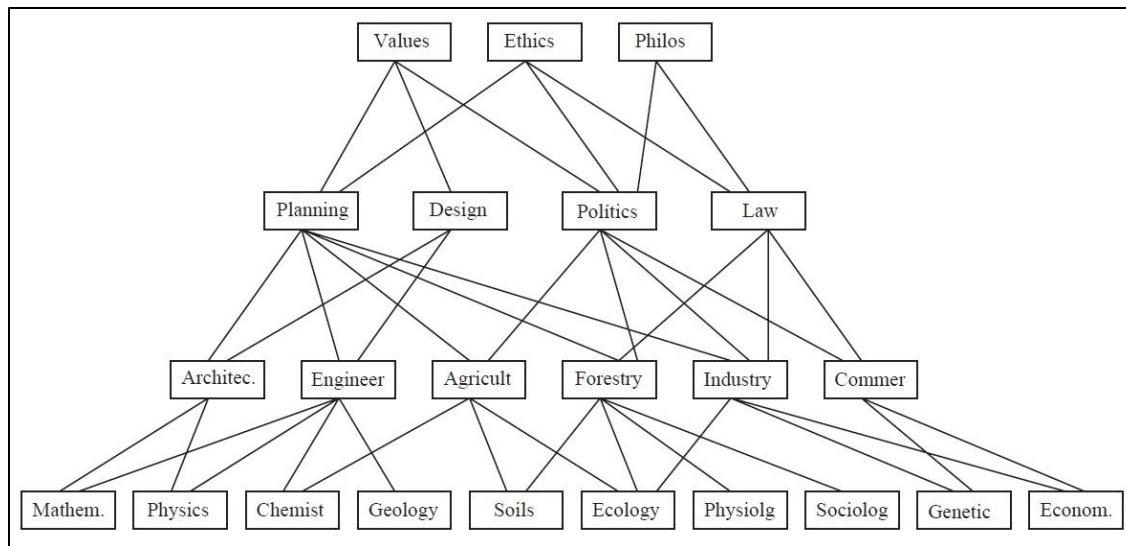 Values Ethics Philos
Planning Design Politics Law
Architec. Engineer Agricult Forestry Industry Commer
Mathem. Physics Chemist Geology Soils Ecology Physiolg Sociolog Genetic Econom.